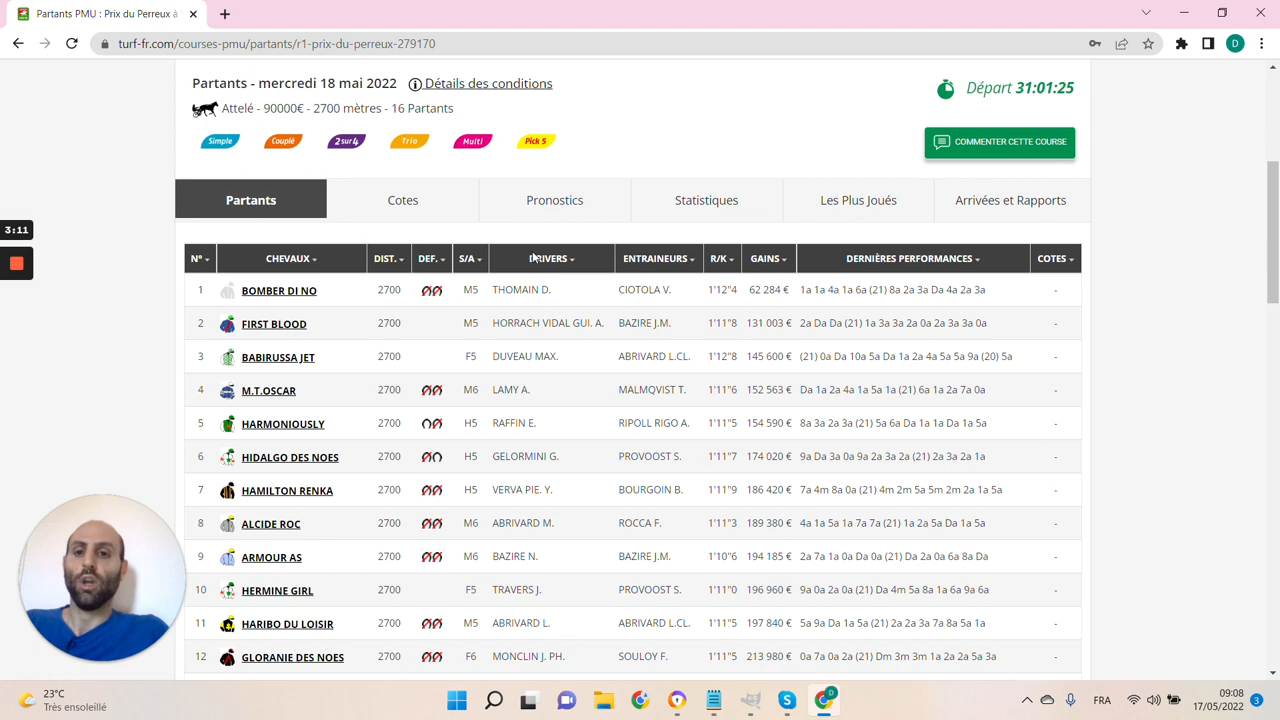 Partants PMU : Prix du Perreux à
turf-fr.com/courses-pmu/partants/r1-prix-du-perreux-279170
D
Partants - mercredi 18 mai 2022 Détails des conditions
Attelé - 90000€ - 2700 mètres - 16 Partants
Départ 31:01:25
Simple Couplé 2sur4 Trio Multi Pick 5
COMMENTER CETTE COURSE
Partants Cotes Pronostics Statistiques Les Plus Joués Arrivées et Rapports
3:11
N° CHEVAUX DIST. DEF. S/A DRIVERS ENTRAINEURS R/K GAINS DERNIÈRES PERFORMANCES COTES
1 BOMBER DI NO 2700 M5 THOMAIN D. CIOTOLA V. 1'12"4 62 284 € 1a 1a 4a 1a 6a (21) 8a 2a 3a Da 4a 2a 3a -
2 FIRST BLOOD 2700 M5 HORRACH VIDAL GUI. A. BAZIRE J.M. 1'11"8 131 003 € 2a Da Da (21) 1a 3a 3a 2a 0a 2a 3a 3a 0a -
3 BABIRUSSA JET 2700 F5 DUVEAU MAX. ABRIVARD L.CL. 1'12"8 145 600 € (21) 0a Da 10a 5a Da 1a 2a 4a 5a 5a 9a (20) 5a -
4 M.T.OSCAR 2700 M6 LAMY A. MALMQVIST T. 1'11"6 152 563 € Da 1a 2a 4a 1a 5a 1a (21) 6a 1a 2a 7a 0a -
5 HARMONIOUSLY 2700 H5 RAFFIN E. RIPOLL RIGO A. 1'11"5 154 590 € 8a 3a 2a 3a (21) 5a 6a Da 1a 1a Da 1a 5a -
6 HIDALGO DES NOES 2700 H5 GELORMINI G. PROVOOST S. 1'11"7 174 020 € 9a Da 3a 0a 9a 2a 3a 2a (21) 2a 3a 2a 1a -
7 HAMILTON RENKA 2700 H5 VERVA PIE. Y. BOURGOIN B. 1'11"9 186 420 € 7a 4m 8a 0a (21) 4m 2m 5a 5m 2m 2a 1a 5a -
8 ALCIDE ROC 2700 M6 ABRIVARD M. ROCCA F. 1'11"3 189 380 € 4a 1a 5a 1a 7a 7a (21) 1a 2a 5a Da 1a 5a -
9 ARMOUR AS 2700 M6 BAZIRE N. BAZIRE J.M. 1'10"6 194 185 € 2a 7a 1a 0a Da 0a (21) Da 2a 0a 6a 8a Da -
10 HERMINE GIRL 2700 F5 TRAVERS J. PROVOOST S. 1'11"0 196 960 € 9a 0a 2a 0a (21) Da 4m 5a 8a 1a 6a 9a 6a -
11 HARIBO DU LOISIR 2700 M5 ABRIVARD L. ABRIVARD L.CL. 1'11"5 197 840 € 5a 9a Da 1a 5a (21) Da 2a 3a 7a 8a 5a 1a -
12 GLORANIE DES NOES 2700 F6 MONCLIN J. PH. SOULOY F. 1'11"5 213 980 € 0a 7a 0a 2a (21) Dm 3m 3m 1a 2a 2a 5a 3a -
23°C
Très ensoleillé
FRA
09:08
17/05/2022
3